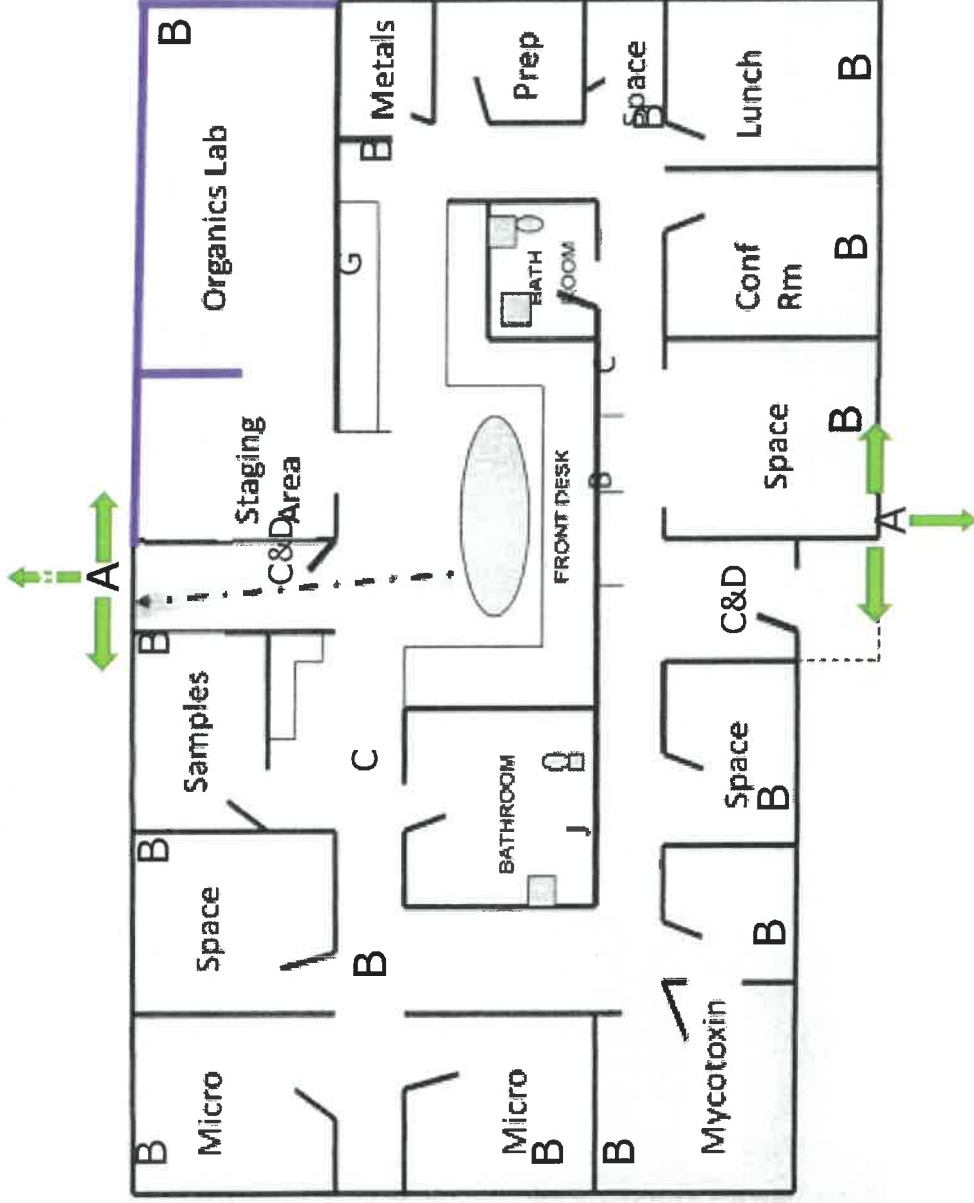 A
B
B
B
B
Micro
Space
Samples
Organics Lab
Staging
Area
C&D
B
C
G
B
Metals
Micro
B
BATHROOM
J
BATH
ROOM
Prep
FRONT DESK
B
B
C
Space
B
Mycotoxin
B
Space
B
C&D
Space
B
Conf
Rm
B
Lunch
B
A